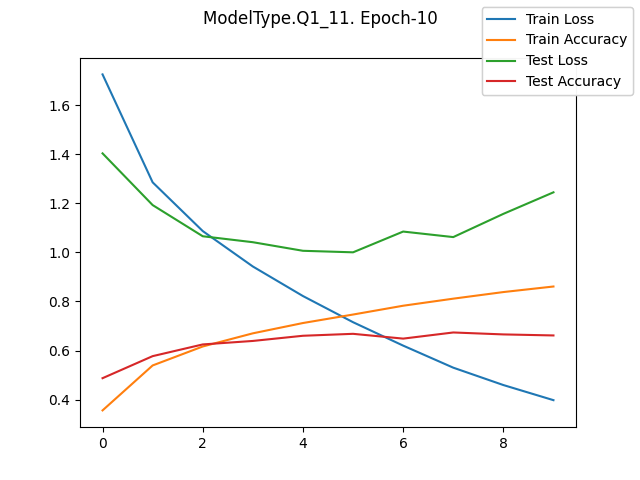 ModelType.Q1_11. Epoch-10
Train Loss
Train Accuracy
Test Loss
Test Accuracy
1.6
1.4
1.2
1.0
0.8
0.6
0.4
0 2 4 6 8